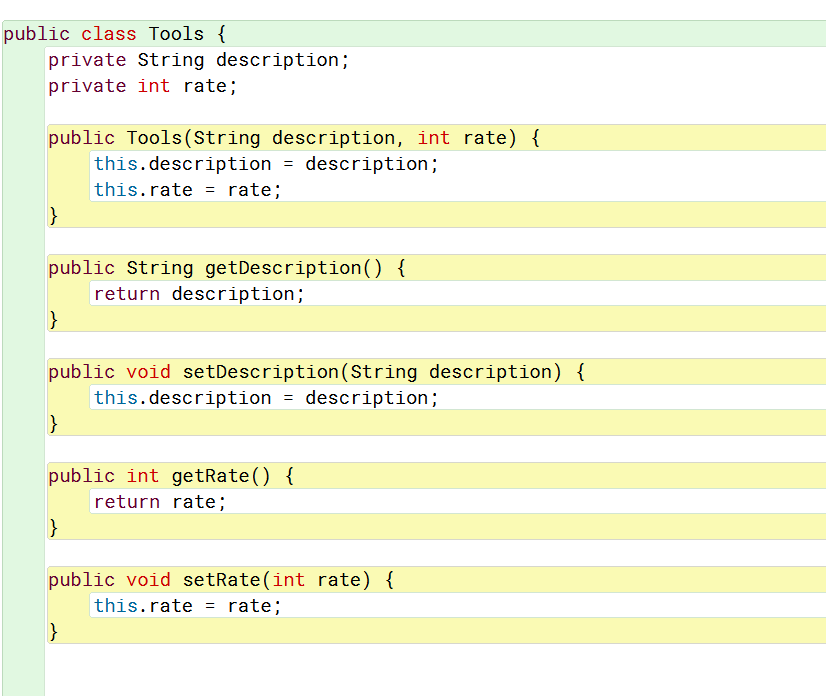 public class Tools {
    private String description;
    private int rate;

    public Tools(String description, int rate) {
        this.description = description;
        this.rate = rate;
    }

    public String getDescription() {
        return description;
    }

    public void setDescription(String description) {
        this.description = description;
    }

    public int getRate() {
        return rate;
    }

    public void setRate(int rate) {
        this.rate = rate;
    }